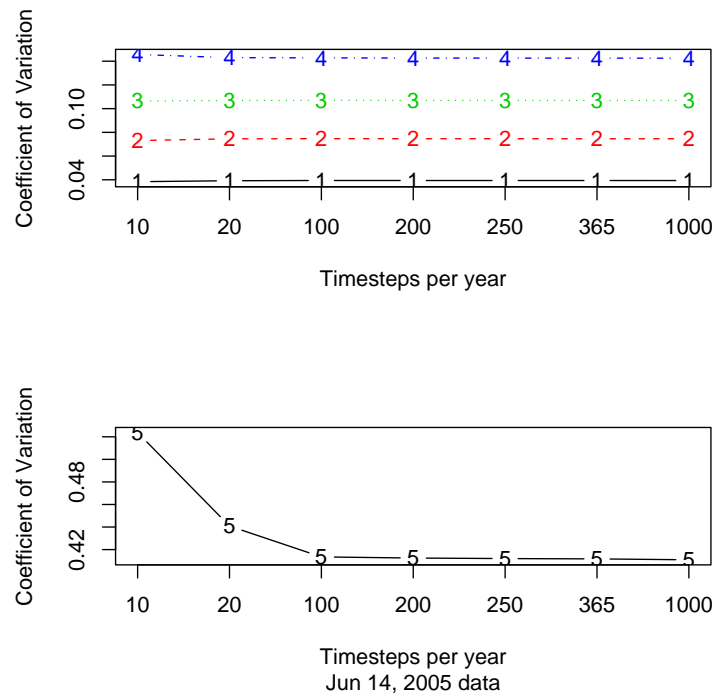 Coefficient of Variation
0.10
0.04
4 4 4 4 4 4 4
3 3 3 3 3 3 3
2 2 2 2 2 2 2
1 1 1 1 1 1 1
10 20 100 200 250 365 1000
Timesteps per year
Coefficient of Variation
0.48
0.42
5 5 5 5 5 5 5
10 20 100 200 250 365 1000
Timesteps per year
Jun 14, 2005 data